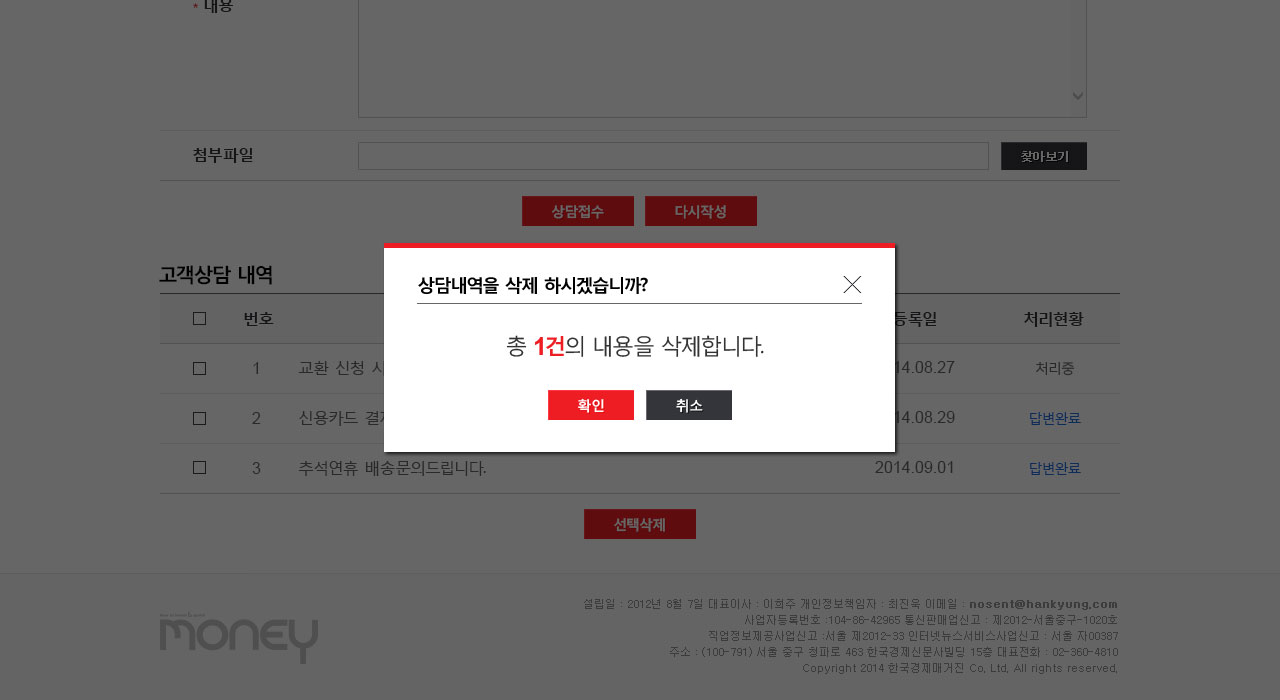 * 내용
첨부파일 찾아보기
상담접수 다시작성
고객상담 내역
상담내역을 삭제 하시겠습니까?
총 1건의 내용을 삭제합니다.
확인 취소
번호 등록일 처리현황
1 교환 신청 14.08.27 처리중
2 신용카드 14.08.29 답변완료
3 추석연휴 배송문의드립니다. 2014.09.01 답변완료
선택삭제
money
설립일 : 2012년 8월 7일 대표이사 : 이희주 개인정보책임자 : 최진욱 이메일 : nosent@hankyung.com
사업자등록번호 :104-86-42965 통신판매업신고 : 제2012-서울중구-1020호
직업정보제공사업신고 :서울 제2012-33 인터넷뉴스서비스사업신고 : 서울 자00387
주소 : (100-791) 서울 중구 청파로 463 한국경제신문사빌딩 15층 대표전화 : 02-360-4810
Copyright 2014 한국경제매거진 Co, Ltd, All rights reserved,